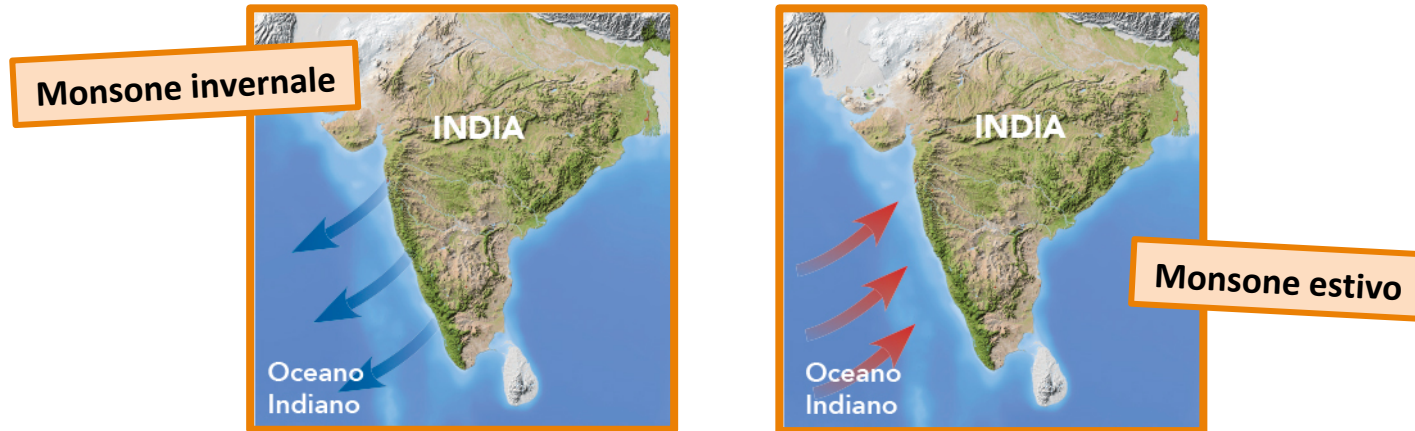 Monsone invernale
INDIA
Oceano
Indiano
INDIA
Oceano
Indiano
Monsone estivo